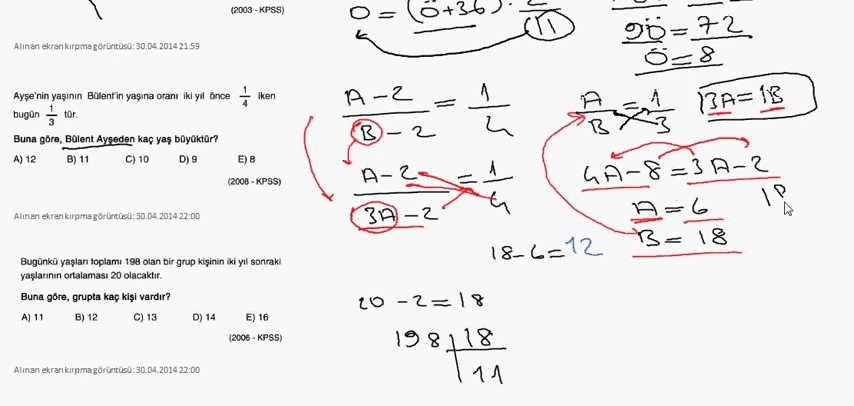 (2003 - KPSS)
Alınan ekran kırpma görüntüsü: 30.04.2014 21:59
Ayşe'nin yaşının Bülent'in yaşına oranı iki yıl önce 1/4 iken
bugün 1/3 tür.
Buna göre, Bülent Ayşeden kaç yaş büyüktür?
A) 12 B) 11 C) 10 D) 9 E) 8
(2008 - KPSS)
Alınan ekran kırpma görüntüsü: 30.04.2014 22:00
Bugünkü yaşları toplamı 198 olan bir grup kişinin iki yıl sonraki
yaşlarının ortalaması 20 olacaktır.
Buna göre, grupta kaç kişi vardır?
A) 11 B) 12 C) 13 D) 14 E) 16
(2006 - KPSS)
Alınan ekran kırpma görüntüsü: 30.04.2014 22:00
Ö = (Ö+36) ·
11
9Ö = 72
Ö = 8
A-2/B-2 = 1/4
A/B = 1/3
3A = 1B
A-2/3A-2 = 1/4
4A-8 = 3A-2
A = 6
B = 18
18
18-6=12
20-2=18
198 18
11